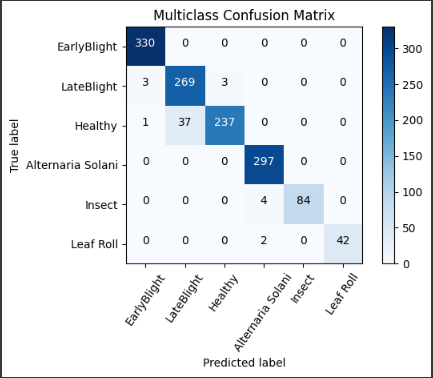 Multiclass Confusion Matrix
True label
EarlyBlight 330 0 0 0 0 0
LateBlight 3 269 3 0 0 0
Healthy 1 37 237 0 0 0
Alternaria Solani 0 0 0 297 0 0
Insect 0 0 0 4 84 0
Leaf Roll 0 0 0 2 0 42
EarlyBlight LateBlight Healthy Alternaria Solani Insect Leaf Roll
Predicted label
300
250
200
150
100
50
0